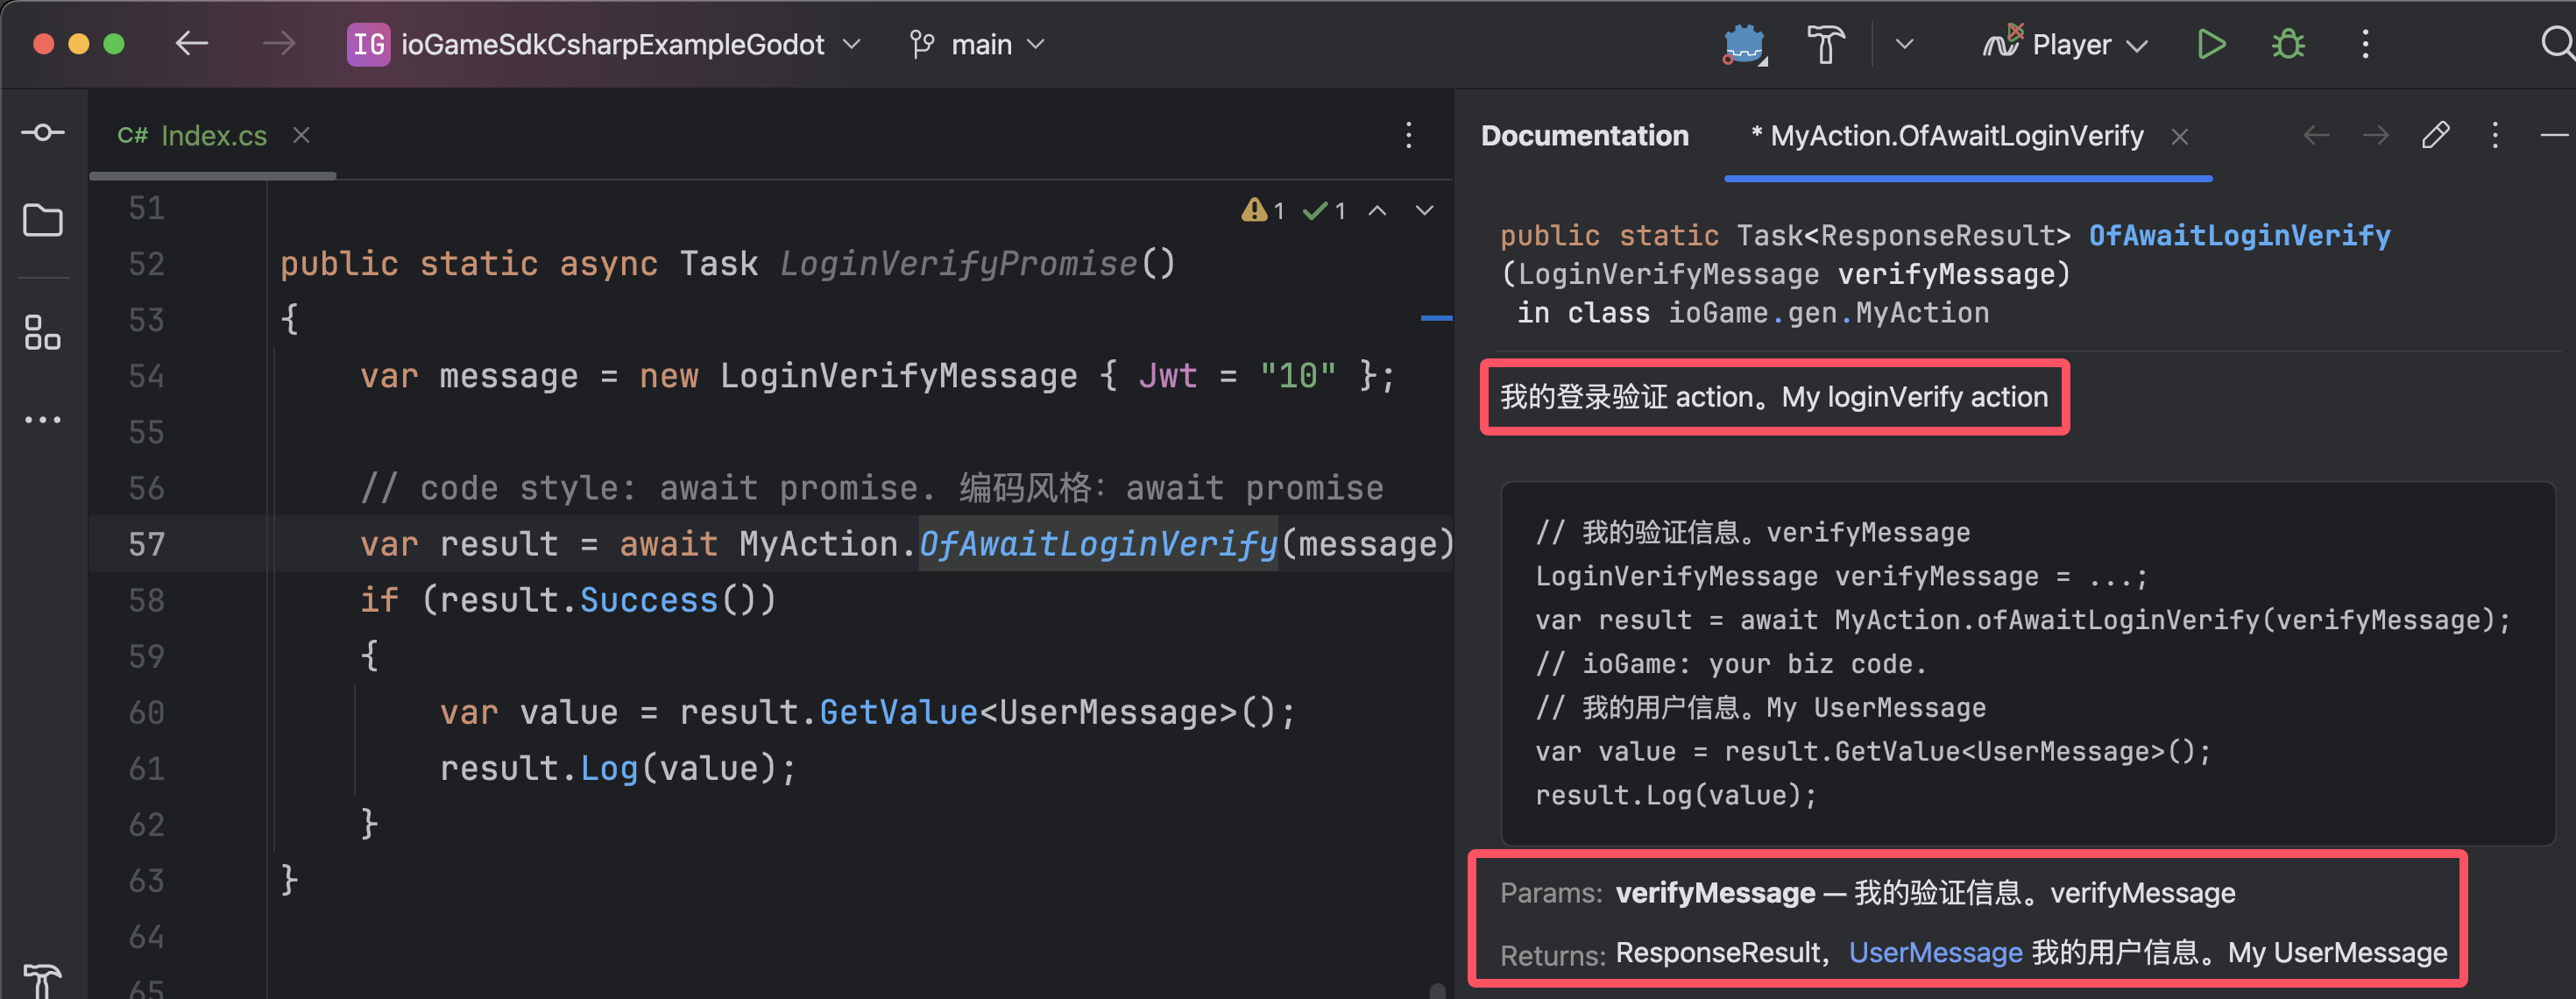 IG ioGameSdkCsharpExampleGodot main Player
C# Index.cs
1 1
51
52 public static async Task LoginVerifyPromise()
53 {
54 var message = new LoginVerifyMessage { Jwt = "10" };
55
56 // code style: await promise. 编码风格：await promise
57 var result = await MyAction.OfAwaitLoginVerify(message)
58 if (result.Success())
59 {
60 var value = result.GetValue<UserMessage>();
61 result.Log(value);
62 }
63 }
64
65
Documentation * MyAction.OfAwaitLoginVerify
public static Task<ResponseResult> OfAwaitLoginVerify
(LoginVerifyMessage verifyMessage)
in class ioGame.gen.MyAction
我的登录验证 action。My loginVerify action
// 我的验证信息。verifyMessage
LoginVerifyMessage verifyMessage = ...;
var result = await MyAction.ofAwaitLoginVerify(verifyMessage);
// ioGame: your biz code.
// 我的用户信息。My UserMessage
var value = result.GetValue<UserMessage>();
result.Log(value);
Params: verifyMessage — 我的验证信息。verifyMessage
Returns: ResponseResult，UserMessage 我的用户信息。My UserMessage